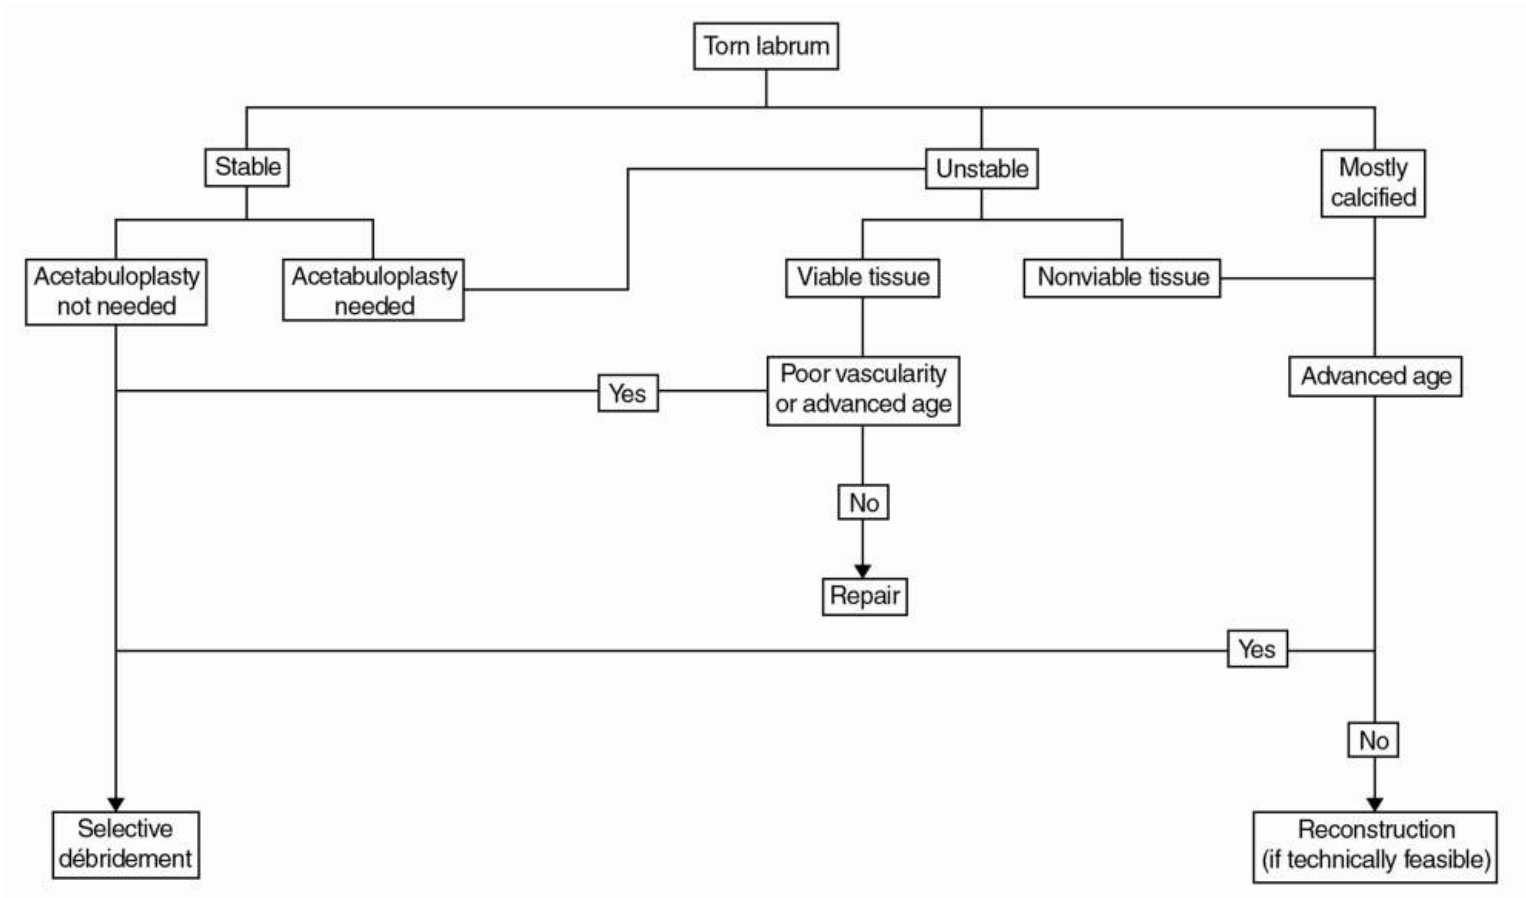 Torn labrum
Stable
Unstable
Mostly
calcified
Acetabuloplasty
not needed
Acetabuloplasty
needed
Viable tissue
Nonviable tissue
Yes
Poor vascularity
or advanced age
Advanced age
No
Repair
Yes
No
Selective
débridement
Reconstruction
(if technically feasible)